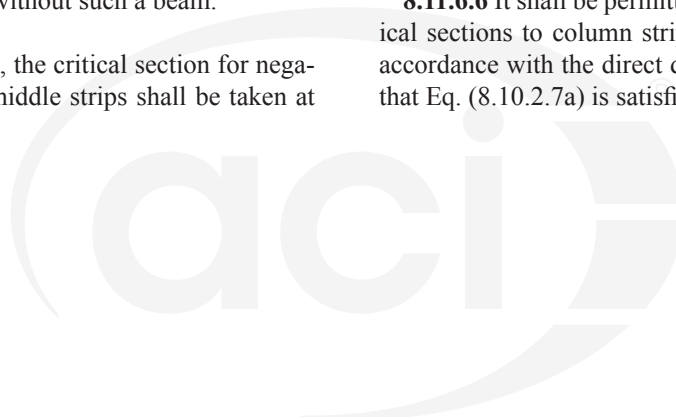 without such a beam.
, the critical section for nega-
middle strips shall be taken at
8.11.6.6 It shall be permitt
ical sections to column stri
accordance with the direct d
that Eq. (8.10.2.7a) is satisfi
aci